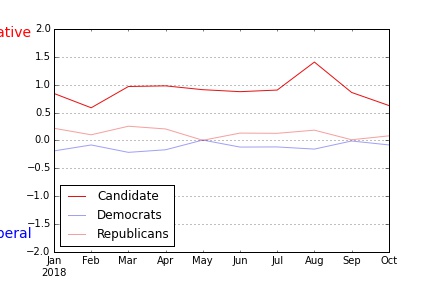 ative
2.0
1.5
1.0
0.5
0.0
−0.5
−1.0
−1.5
−2.0
beral
Candidate
Democrats
Republicans
Jan Feb Mar Apr May Jun Jul Aug Sep Oct
2018